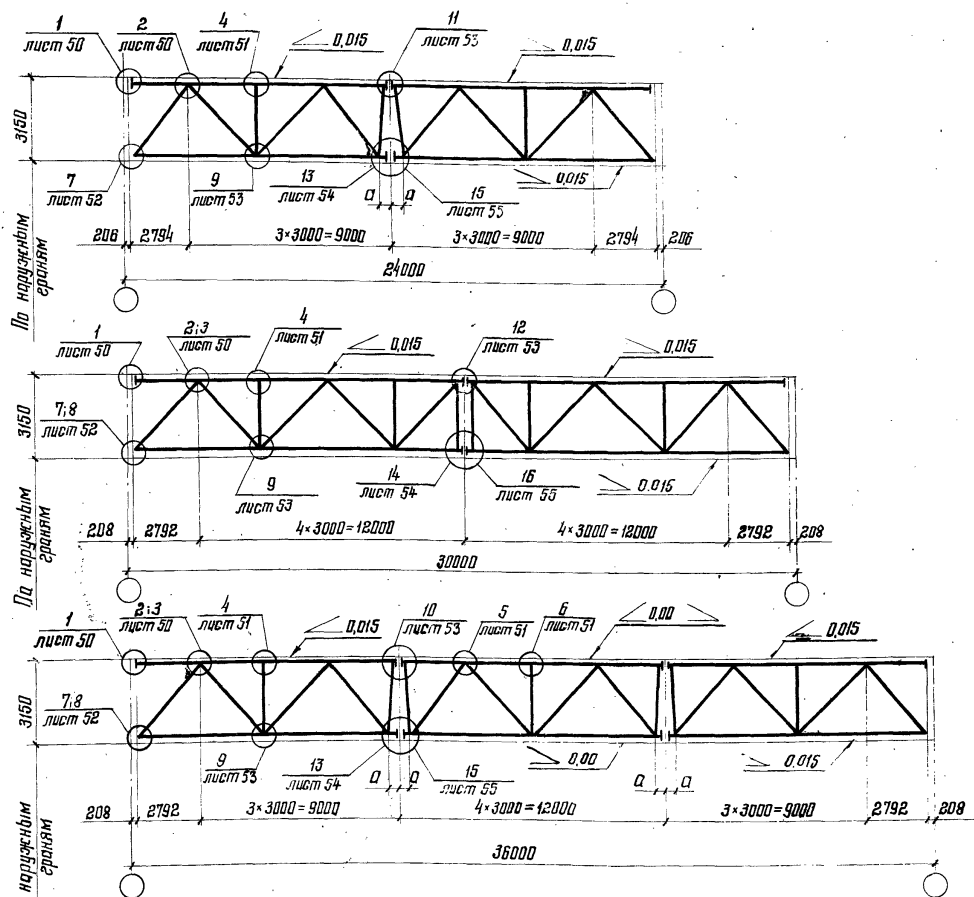 1
лист 50
2
лист 50
4
лист 51
0,015
11
лист 53
0,015
3150
7
лист 52
9
лист 53
13
лист 54
а
а
15
лист 55
0,015
206
2794
3×3000=9000
3×3000=9000
2794
206
24000
По наружным
граням
1
лист 50
2;3
лист 50
4
лист 51
0,015
12
лист 53
0,015
3150
7;8
лист 52
9
лист 53
14
лист 54
16
лист 55
0.015
208
2792
4×3000=12000
4×3000=12000
2792
208
30000
По наружным
граням
1
лист 50
2;3
лист 50
4
лист 51
0,015
10
лист 53
5
лист 51
6
лист 51
0,00
0,015
3150
7;8
лист 52
9
лист 53
13
лист 54
а
а
15
лист 55
0,00
а
а
0,015
208
2792
3×3000=9000
4×3000=12000
3×3000=9000
2792
208
36000
наружным
граням